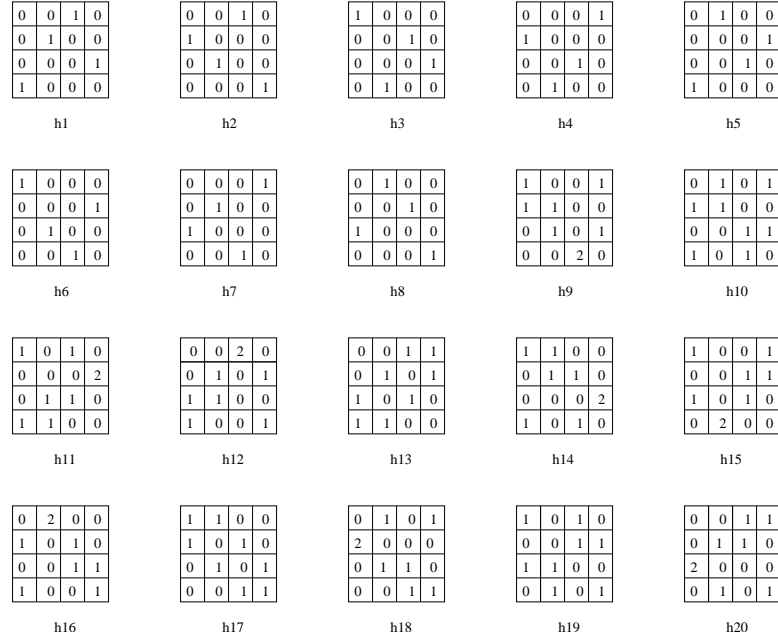 0 0 1 0 0 0 1 0 1 0 0 0 0 0 0 1 0 1 0 0
0 1 0 0 1 0 0 0 0 0 1 0 1 0 0 0 0 0 0 1
0 0 0 1 0 1 0 0 0 0 0 1 0 0 1 0 0 0 1 0
1 0 0 0 0 0 0 1 0 1 0 0 0 1 0 0 1 0 0 0
h1 h2 h3 h4 h5
1 0 0 0 0 0 0 1 0 1 0 0 1 0 0 1 0 1 0 1
0 0 0 1 0 1 0 0 0 0 1 0 1 1 0 0 1 1 0 0
0 1 0 0 1 0 0 0 1 0 0 0 0 1 0 1 0 0 1 1
0 0 1 0 0 0 1 0 0 0 0 1 0 0 2 0 1 0 1 0
h6 h7 h8 h9 h10
1 0 1 0 0 0 2 0 0 0 1 1 1 1 0 0 1 0 0 1
0 0 0 2 0 1 0 1 0 1 0 1 0 1 1 0 0 0 1 1
0 1 1 0 1 1 0 0 1 0 1 0 0 0 0 2 1 0 1 0
1 1 0 0 1 0 0 1 1 1 0 0 1 0 1 0 0 2 0 0
h11 h12 h13 h14 h15
0 2 0 0 1 1 0 0 0 1 0 1 1 0 1 0 0 0 1 1
1 0 1 0 1 0 1 0 2 0 0 0 0 0 1 1 0 1 1 0
0 0 1 1 0 1 0 1 0 1 1 0 1 1 0 0 2 0 0 0
1 0 0 1 0 0 1 1 0 0 1 1 0 1 0 1 0 1 0 1
h16 h17 h18 h19 h20